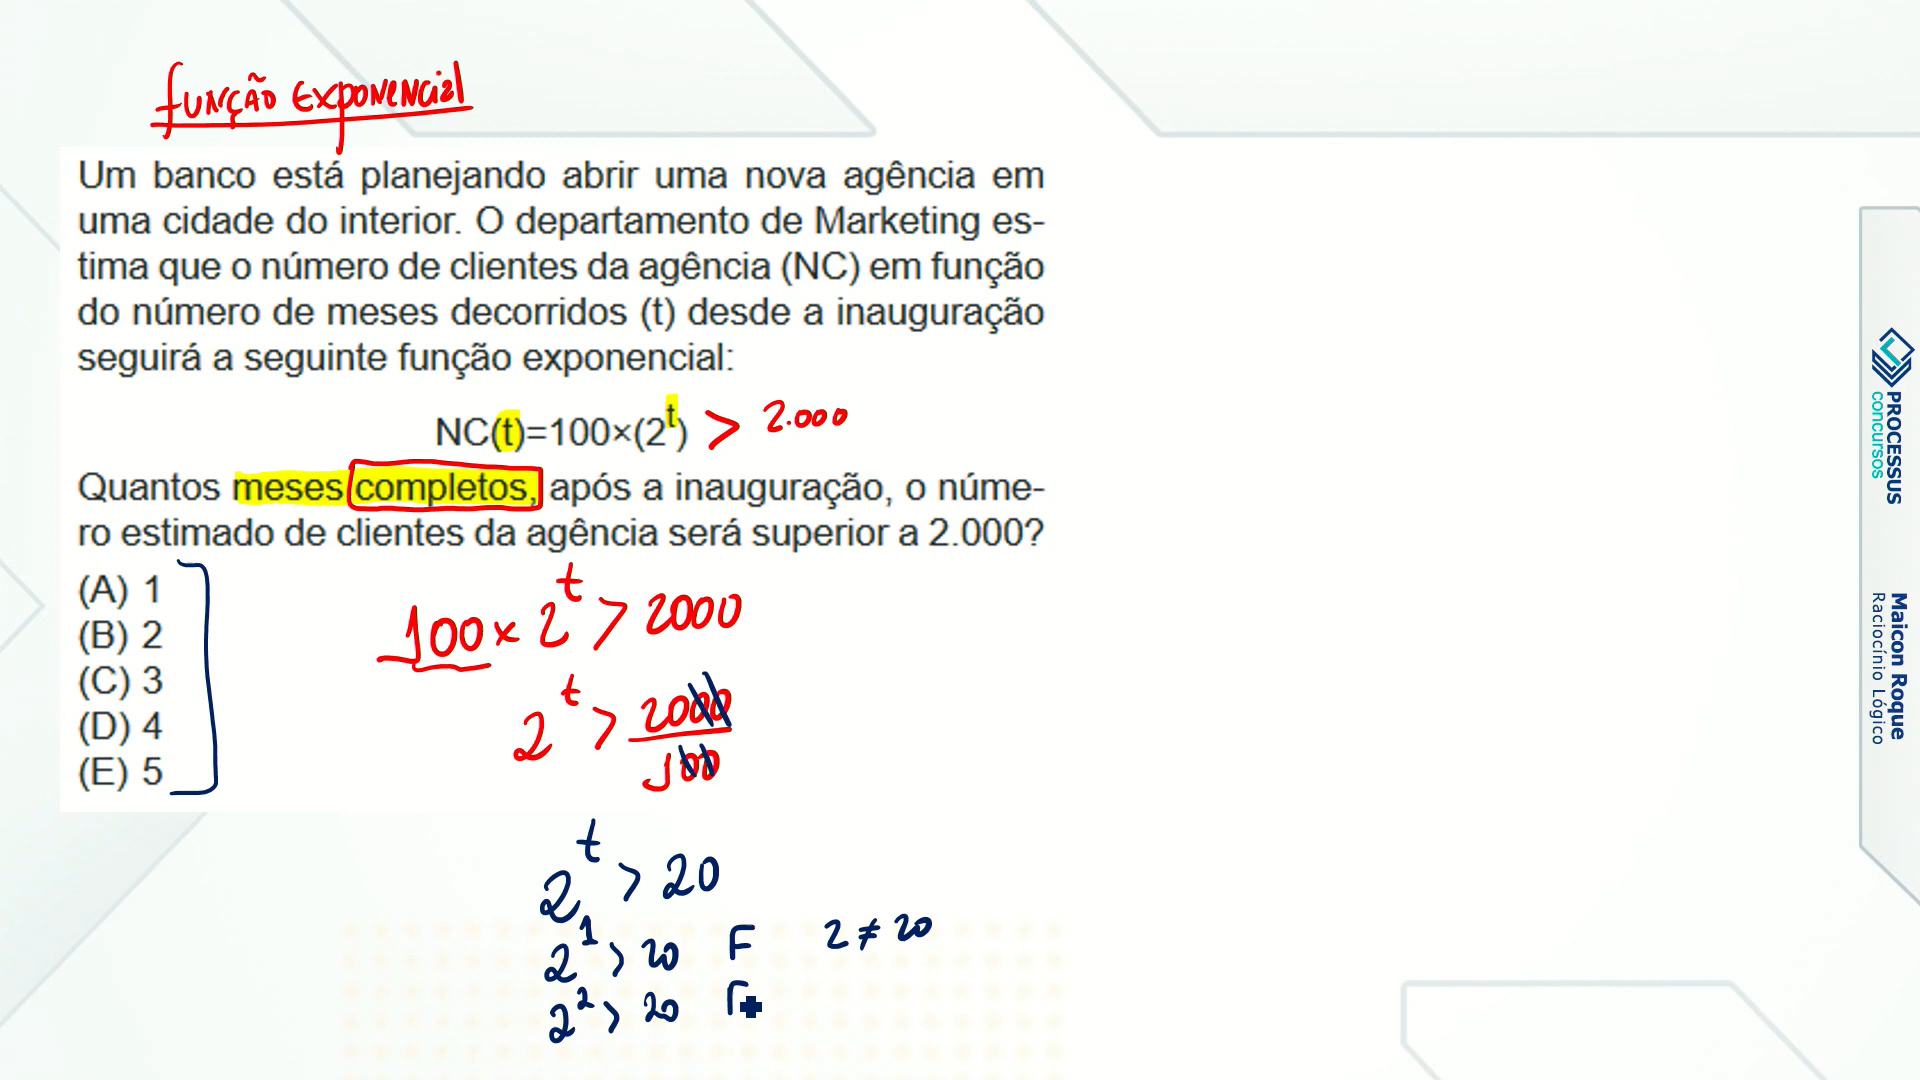 função exponencial
Um banco está planejando abrir uma nova agência em
uma cidade do interior. O departamento de Marketing es-
tima que o número de clientes da agência (NC) em função
do número de meses decorridos (t) desde a inauguração
seguirá a seguinte função exponencial:
NC(t)=100×(2^t) > 2.000
Quantos meses completos, após a inauguração, o núme-
ro estimado de clientes da agência será superior a 2.000?
(A) 1
(B) 2
(C) 3
(D) 4
(E) 5
100 × 2^t > 2000
2^t > 2000/100
2^t > 20
2^1 > 20 F 2 ≠ 20
2^2 > 20
PROCESSUS
concursos
Maicon Roque
Raciocínio Lógico